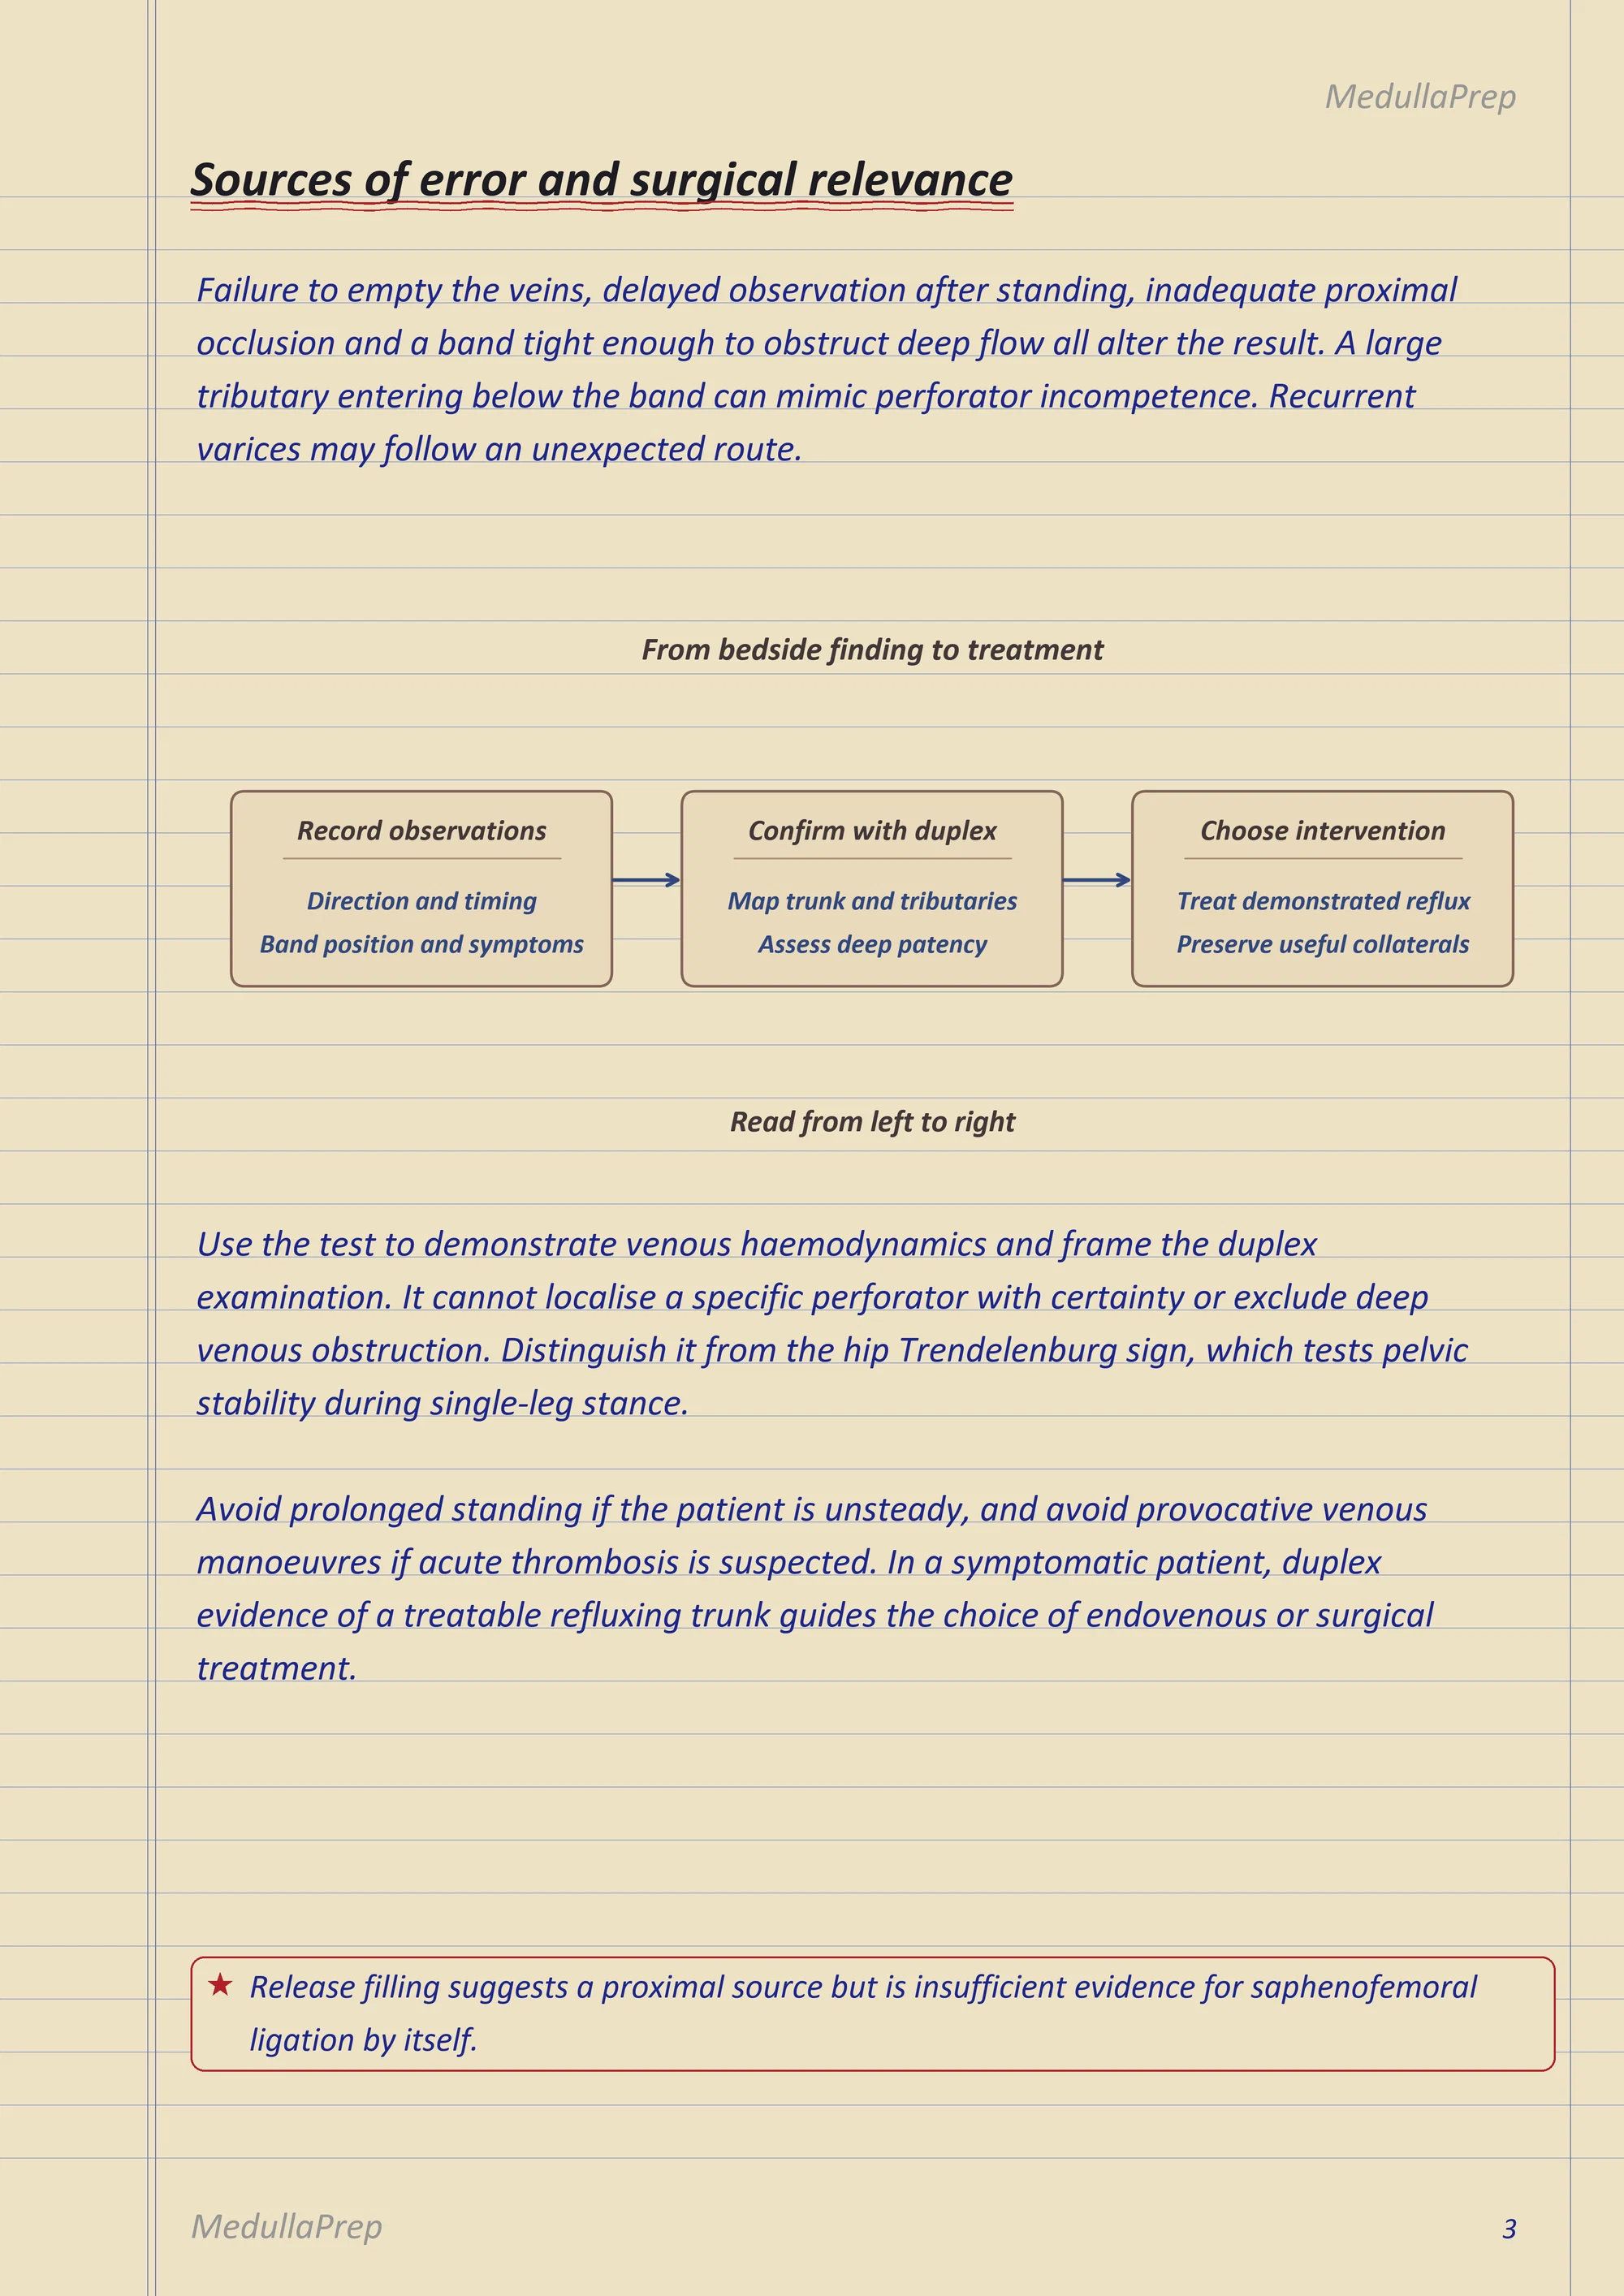 MedullaPrep
Sources of error and surgical relevance
Failure to empty the veins, delayed observation after standing, inadequate proximal
occlusion and a band tight enough to obstruct deep flow all alter the result. A large
tributary entering below the band can mimic perforator incompetence. Recurrent
varices may follow an unexpected route.
From bedside finding to treatment
Record observations
Direction and timing
Band position and symptoms
Confirm with duplex
Map trunk and tributaries
Assess deep patency
Choose intervention
Treat demonstrated reflux
Preserve useful collaterals
Read from left to right
Use the test to demonstrate venous haemodynamics and frame the duplex
examination. It cannot localise a specific perforator with certainty or exclude deep
venous obstruction. Distinguish it from the hip Trendelenburg sign, which tests pelvic
stability during single-leg stance.
Avoid prolonged standing if the patient is unsteady, and avoid provocative venous
manoeuvres if acute thrombosis is suspected. In a symptomatic patient, duplex
evidence of a treatable refluxing trunk guides the choice of endovenous or surgical
treatment.
★ Release filling suggests a proximal source but is insufficient evidence for saphenofemoral
ligation by itself.
MedullaPrep
3